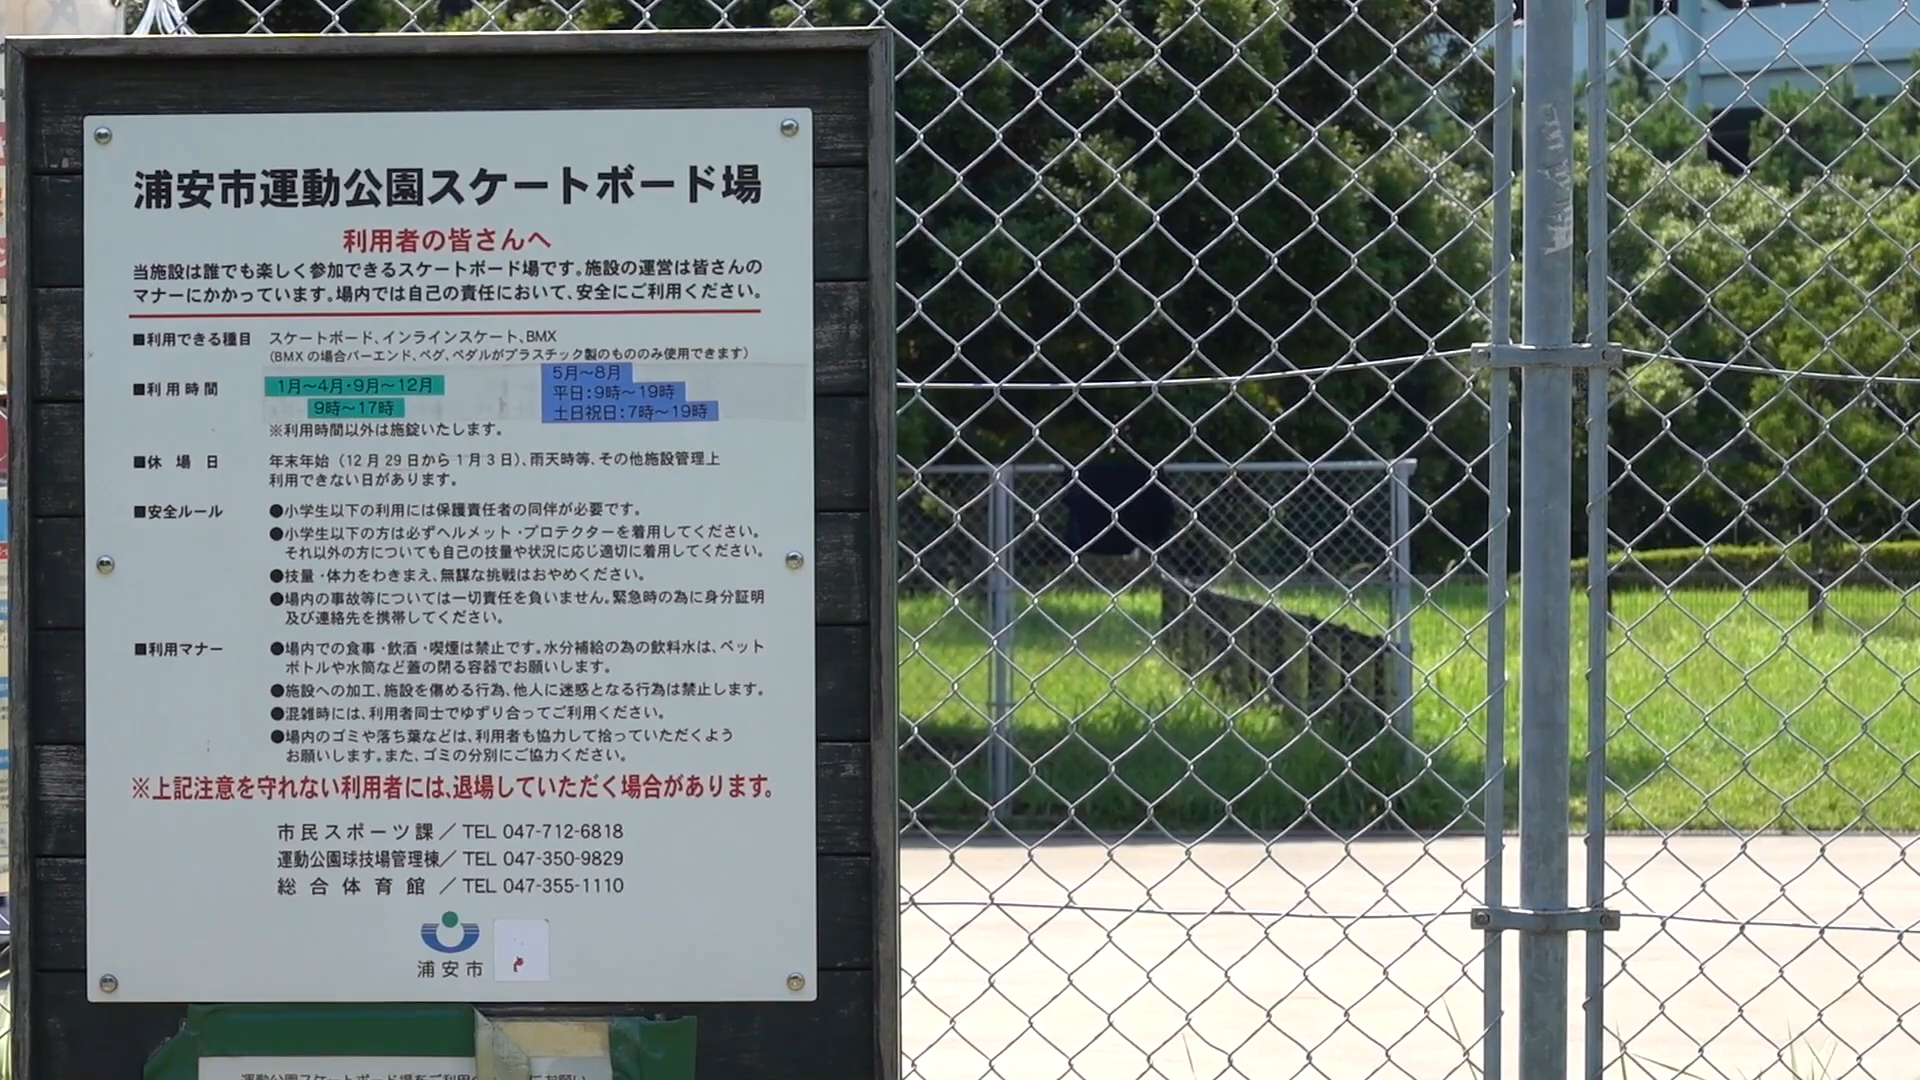 浦安市運動公園スケートボード場
利用者の皆さんへ
当施設は誰でも楽しく参加できるスケートボード場です。施設の運営は皆さんの
マナーにかかっています。場内では自己の責任において、安全にご利用ください。
■利用できる種目 スケートボード、インラインスケート、BMX
(BMXの場合バーエンド、ペグ、ペダルがプラスチック製のもののみ使用できます)
■利用時間 1月～4月・9月～12月 5月～8月
9時～17時 平日:9時～19時
土日祝日:7時～19時
※利用時間以外は施錠いたします。
■休場日 年末年始(12月29日から1月3日)、雨天時等、その他施設管理上
利用できない日があります。
■安全ルール ●小学生以下の利用には保護責任者の同伴が必要です。
●小学生以下の方は必ずヘルメット・プロテクターを着用してください。
それ以外の方についても自己の技量や状況に応じ適切に着用してください。
●技量・体力をわきまえ、無謀な挑戦はおやめください。
●場内の事故等については一切責任を負いません。緊急時の為に身分証明
及び連絡先を携帯してください。
■利用マナー ●場内での食事・飲酒・喫煙は禁止です。水分補給の為の飲料水は、ペット
ボトルや水筒など蓋の閉る容器でお願いします。
●施設への加工、施設を傷める行為、他人に迷惑となる行為は禁止します。
●混雑時には、利用者同士でゆずり合ってご利用ください。
●場内のゴミや落ち葉などは、利用者も協力して拾っていただくよう
お願いします。また、ゴミの分別にご協力ください。
※上記注意を守れない利用者には、退場していただく場合があります。
市民スポーツ課／TEL 047-712-6818
運動公園球技場管理棟／TEL 047-350-9829
総合体育館／TEL 047-355-1110
浦安市